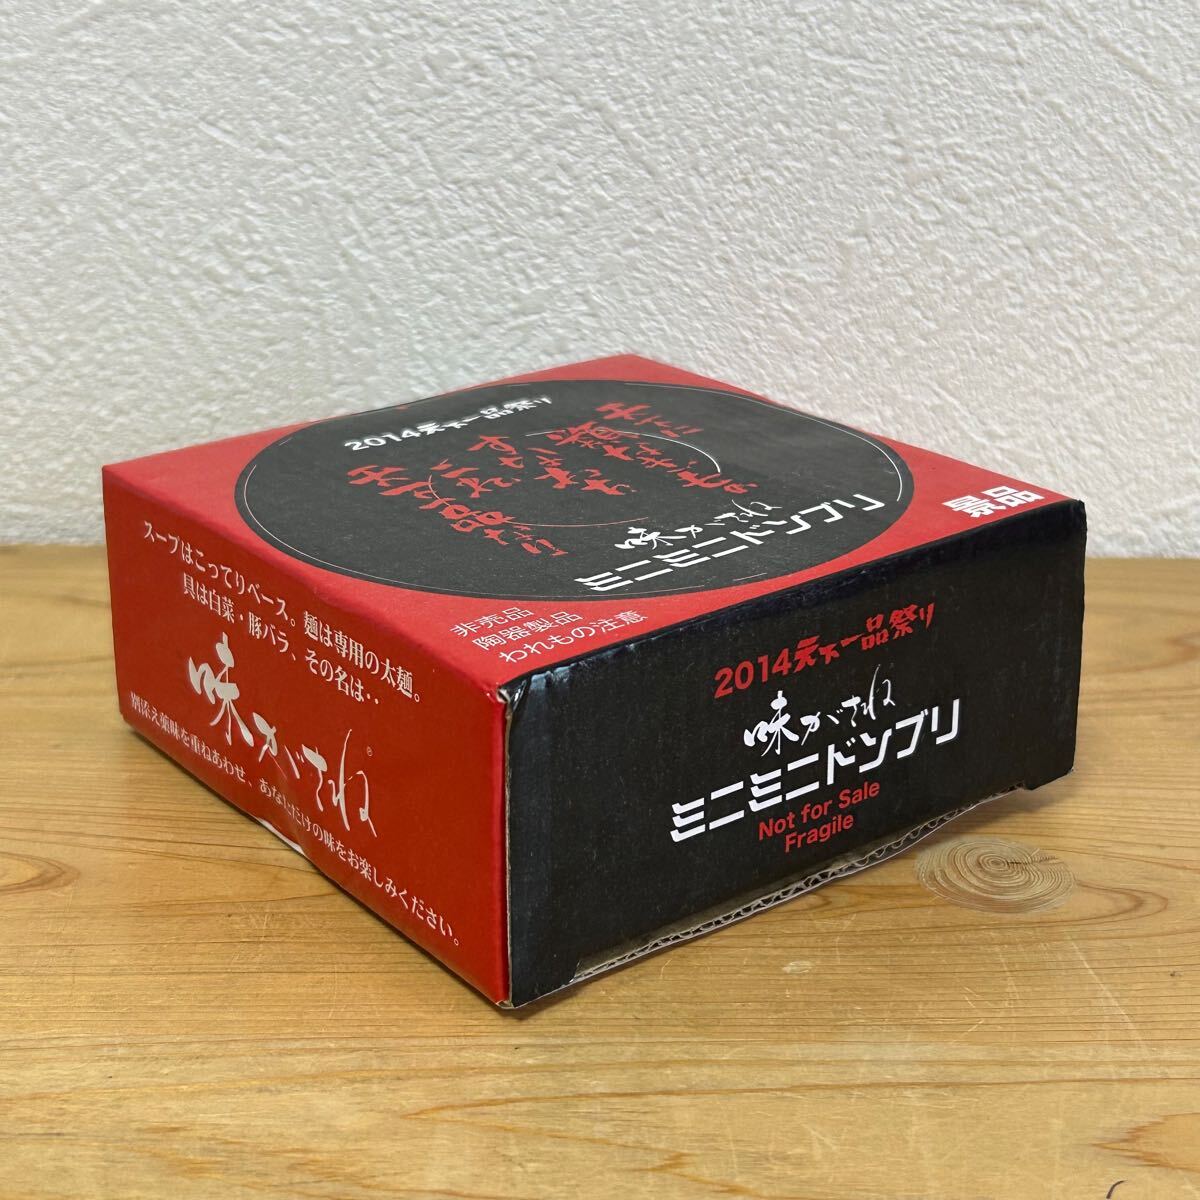 2014天下一品祭り
味がさね
ミニミニドンブリ
景品
非売品
陶器製品
われもの注意
スープはこってりベース。麺は専用の太麺。
具は白菜・豚バラ、その名は‥
味がさね
別添え薬味を重ねあわせ、あなただけの味をお楽しみください。
2014天下一品祭り
味がさね
ミニミニドンブリ
Not for Sale
Fragile